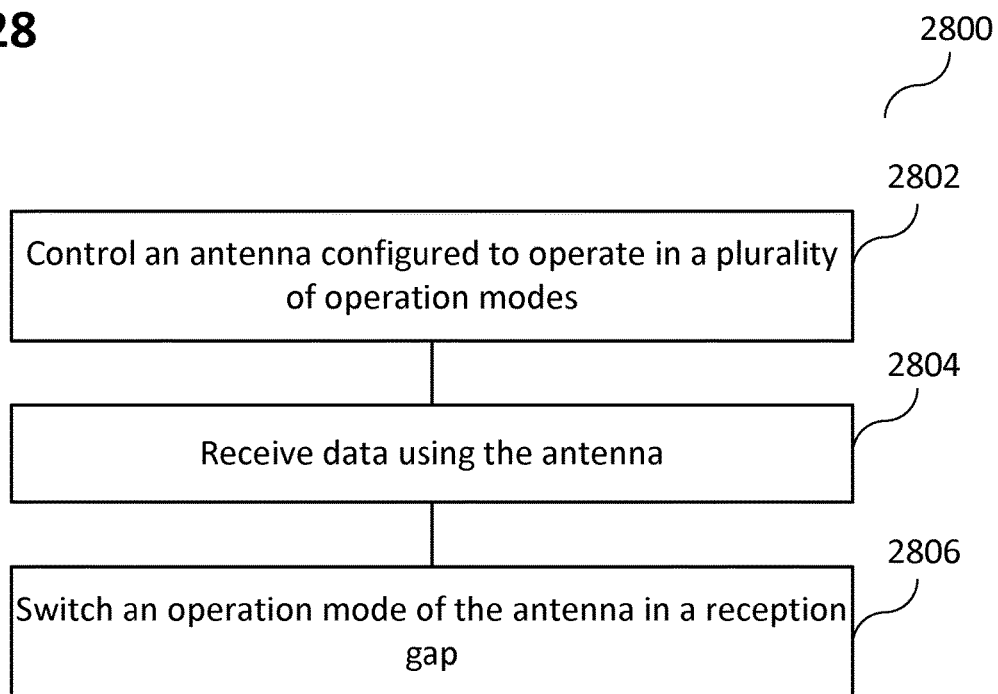 28
2800
2802
Control an antenna configured to operate in a plurality
of operation modes
2804
Receive data using the antenna
2806
Switch an operation mode of the antenna in a reception
gap